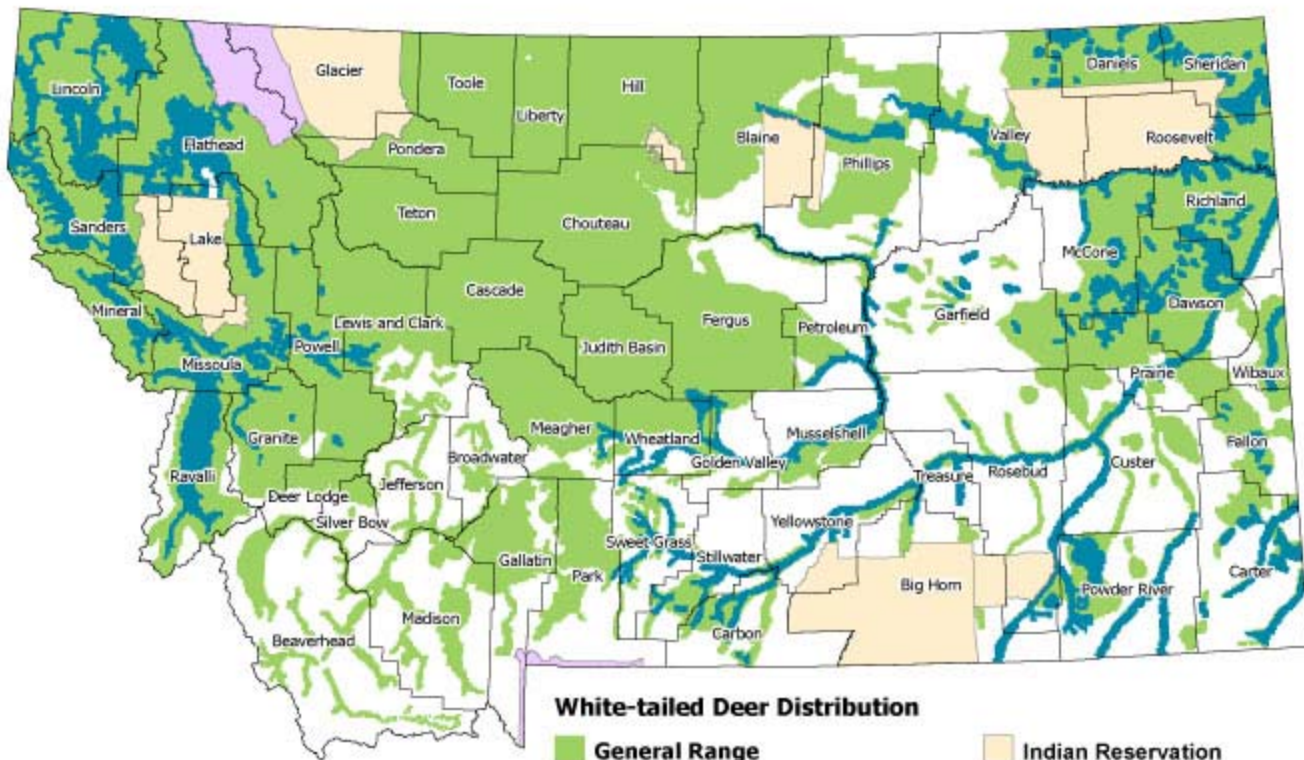 Glacier
Toole
Hill
Daniels
Sheridan
Lincoln
Liberty
Blaine
Valley
Roosevelt
Flathead
Pondera
Phillips
Teton
Chouteau
Richland
Sanders
Lake
McCone
Cascade
Mineral
Fergus
Garfield
Dawson
Lewis and Clark
Petroleum
Judith Basin
Powell
Missoula
Prairie
Wibaux
Meagher
Wheatland
Musselshell
Granite
Fallon
Broadwater
Golden Valley
Custer
Ravalli
Jefferson
Treasure
Rosebud
Deer Lodge
Silver Bow
Yellowstone
Sweet Grass
Stillwater
Gallatin
Park
Big Horn
Powder River
Carter
Madison
Carbon
Beaverhead
White-tailed Deer Distribution
General Range
Indian Reservation